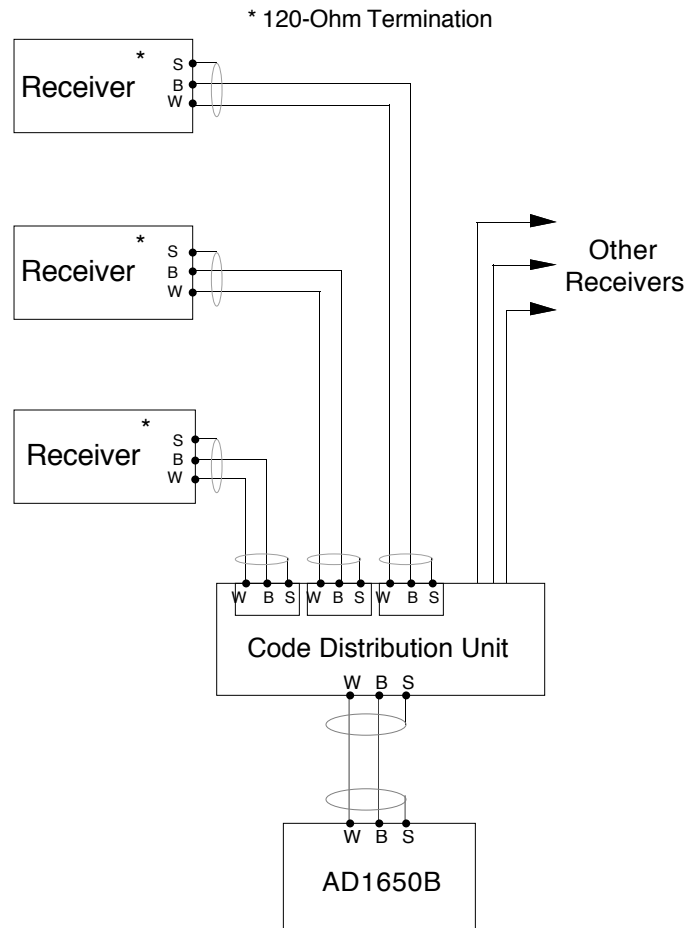 * 120-Ohm Termination
*
S
Receiver
B
W
*
S
Receiver
B
W
Other
Receivers
*
S
Receiver
B
W
W B S W B S W B S
Code Distribution Unit
W B S
W B S
AD1650B